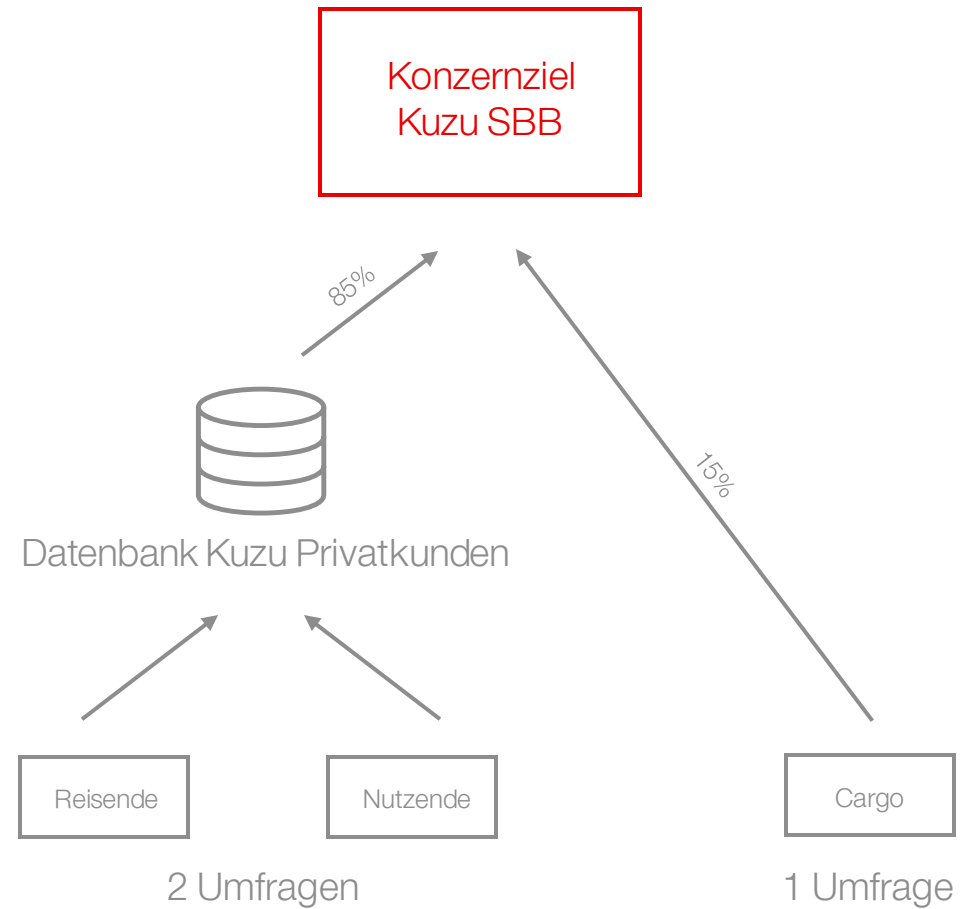 Konzernziel
Kuzu SBB
85%
15%
Datenbank Kuzu Privatkunden
Reisende
Nutzende
Cargo
2 Umfragen
1 Umfrage